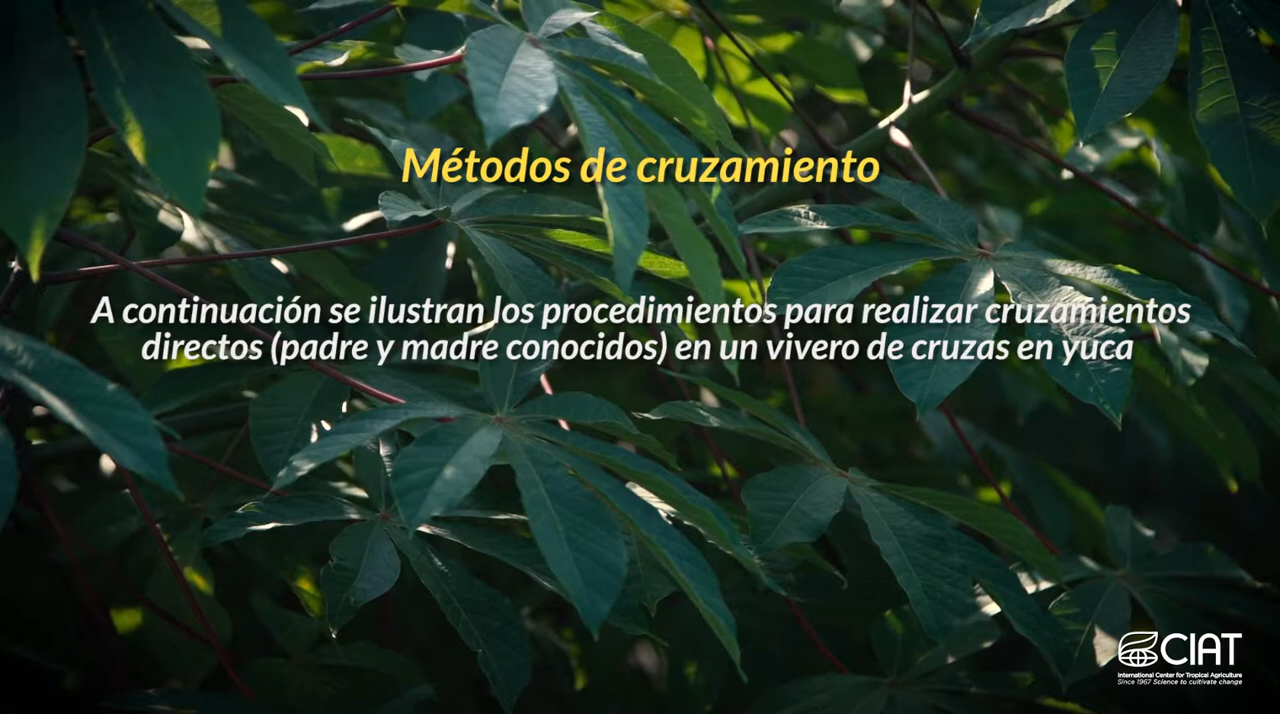 Métodos de cruzamiento
A continuación se ilustran los procedimientos para realizar cruzamientos
directos (padre y madre conocidos) en un vivero de cruzas en yuca
CIAT
International Center for Tropical Agriculture
Since 1967 Science to cultivate change